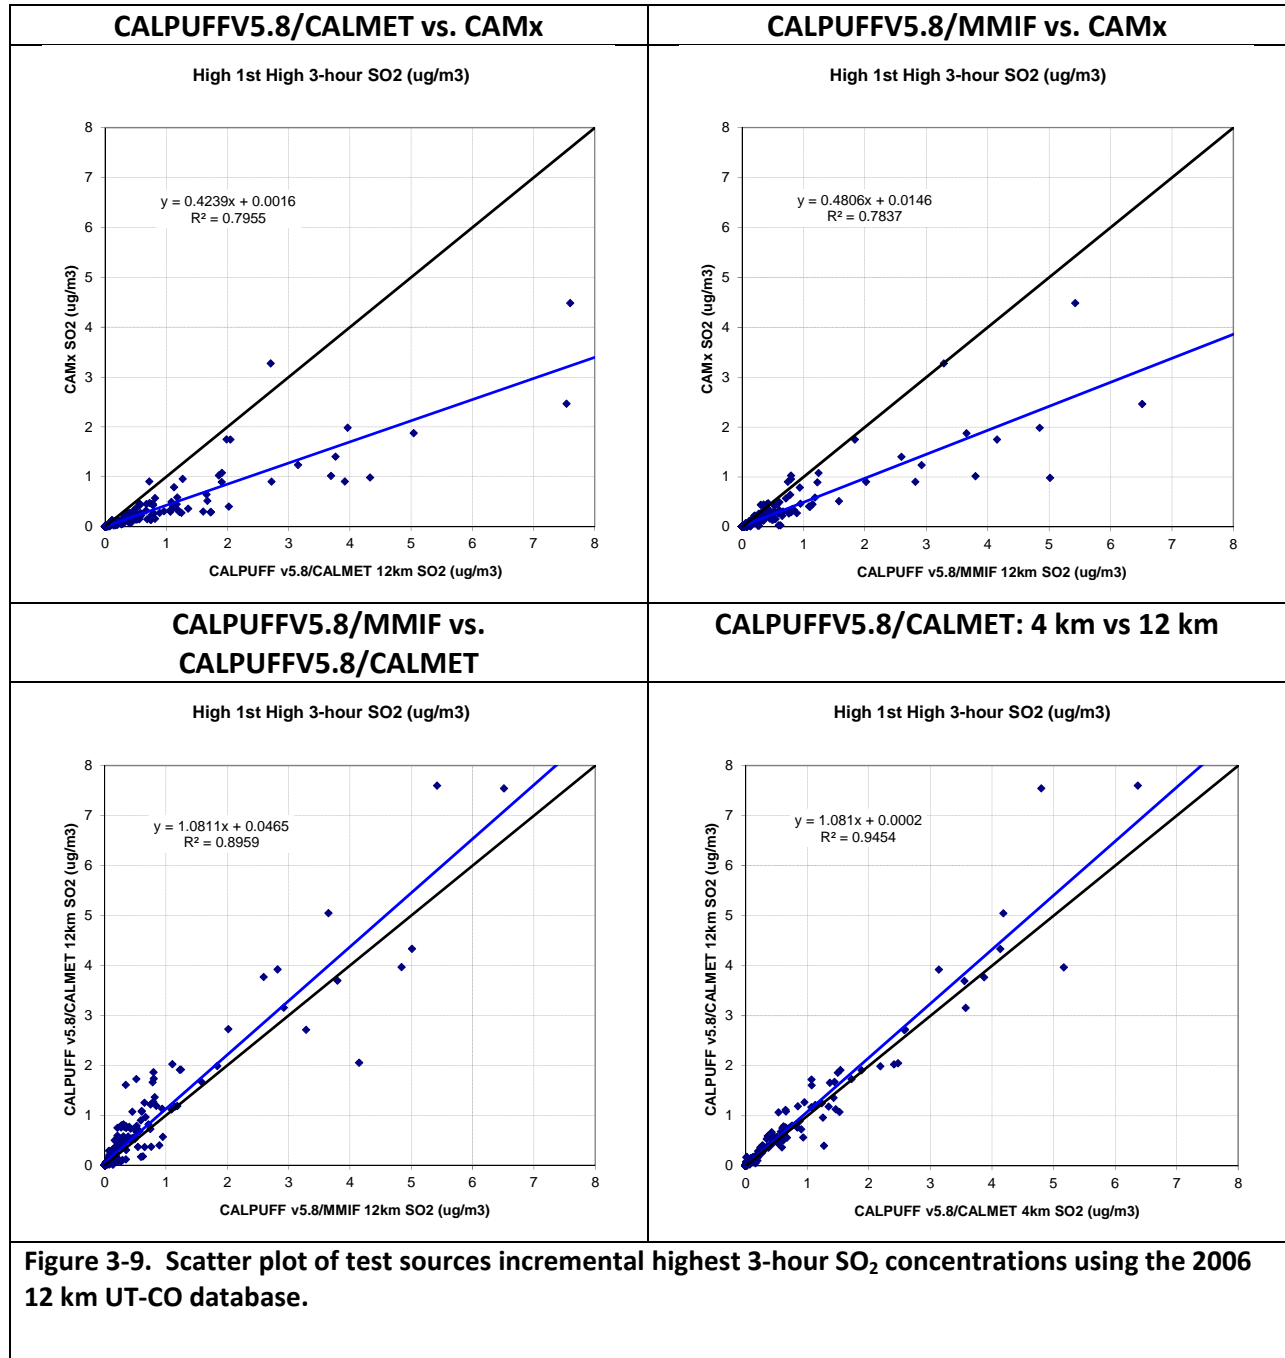 CALPUFFV5.8/CALMET vs. CAMx
High 1st High 3-hour SO2 (ug/m3)
CAMx SO2 (ug/m3)
8
7
6
5
4
3
2
1
0
y = 0.4239x + 0.0016
R² = 0.7955
0 1 2 3 4 5 6 7 8
CALPUFF v5.8/CALMET 12km SO2 (ug/m3)
CALPUFFV5.8/MMIF vs. CAMx
High 1st High 3-hour SO2 (ug/m3)
CAMx SO2 (ug/m3)
8
7
6
5
4
3
2
1
0
y = 0.4806x + 0.0146
R² = 0.7837
0 1 2 3 4 5 6 7 8
CALPUFF v5.8/MMIF 12km SO2 (ug/m3)
CALPUFFV5.8/MMIF vs.
CALPUFFV5.8/CALMET
High 1st High 3-hour SO2 (ug/m3)
CALPUFF v5.8/CALMET 12km SO2 (ug/m3)
8
7
6
5
4
3
2
1
0
y = 1.0811x + 0.0465
R² = 0.8959
0 1 2 3 4 5 6 7 8
CALPUFF v5.8/MMIF 12km SO2 (ug/m3)
CALPUFFV5.8/CALMET: 4 km vs 12 km
High 1st High 3-hour SO2 (ug/m3)
CALPUFF v5.8/CALMET 12km SO2 (ug/m3)
8
7
6
5
4
3
2
1
0
y = 1.081x + 0.0002
R² = 0.9454
0 1 2 3 4 5 6 7 8
CALPUFF v5.8/CALMET 4km SO2 (ug/m3)
Figure 3-9. Scatter plot of test sources incremental highest 3-hour SO₂ concentrations using the 2006
12 km UT-CO database.